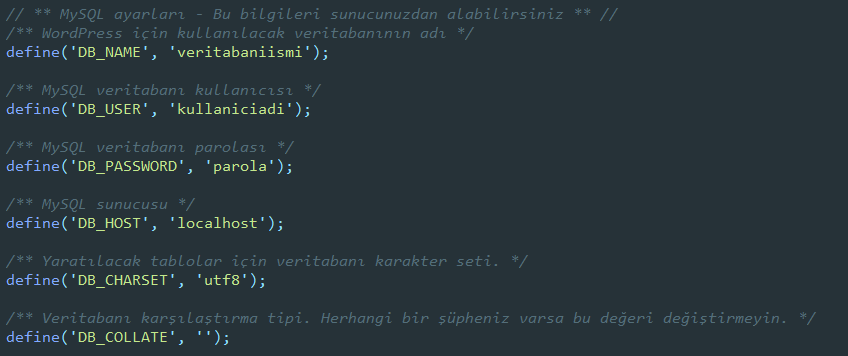 // ** MySQL ayarları - Bu bilgileri sunucunuzdan alabilirsiniz ** //
/** WordPress için kullanılacak veritabanının adı */
define('DB_NAME', 'veritabaniismi');
/** MySQL veritabanı kullanıcısı */
define('DB_USER', 'kullaniciadi');
/** MySQL veritabanı parolası */
define('DB_PASSWORD', 'parola');
/** MySQL sunucusu */
define('DB_HOST', 'localhost');
/** Yaratılacak tablolar için veritabanı karakter seti. */
define('DB_CHARSET', 'utf8');
/** Veritabanı karşılaştırma tipi. Herhangi bir şüpheniz varsa bu değeri değiştirmeyin. */
define('DB_COLLATE', '');